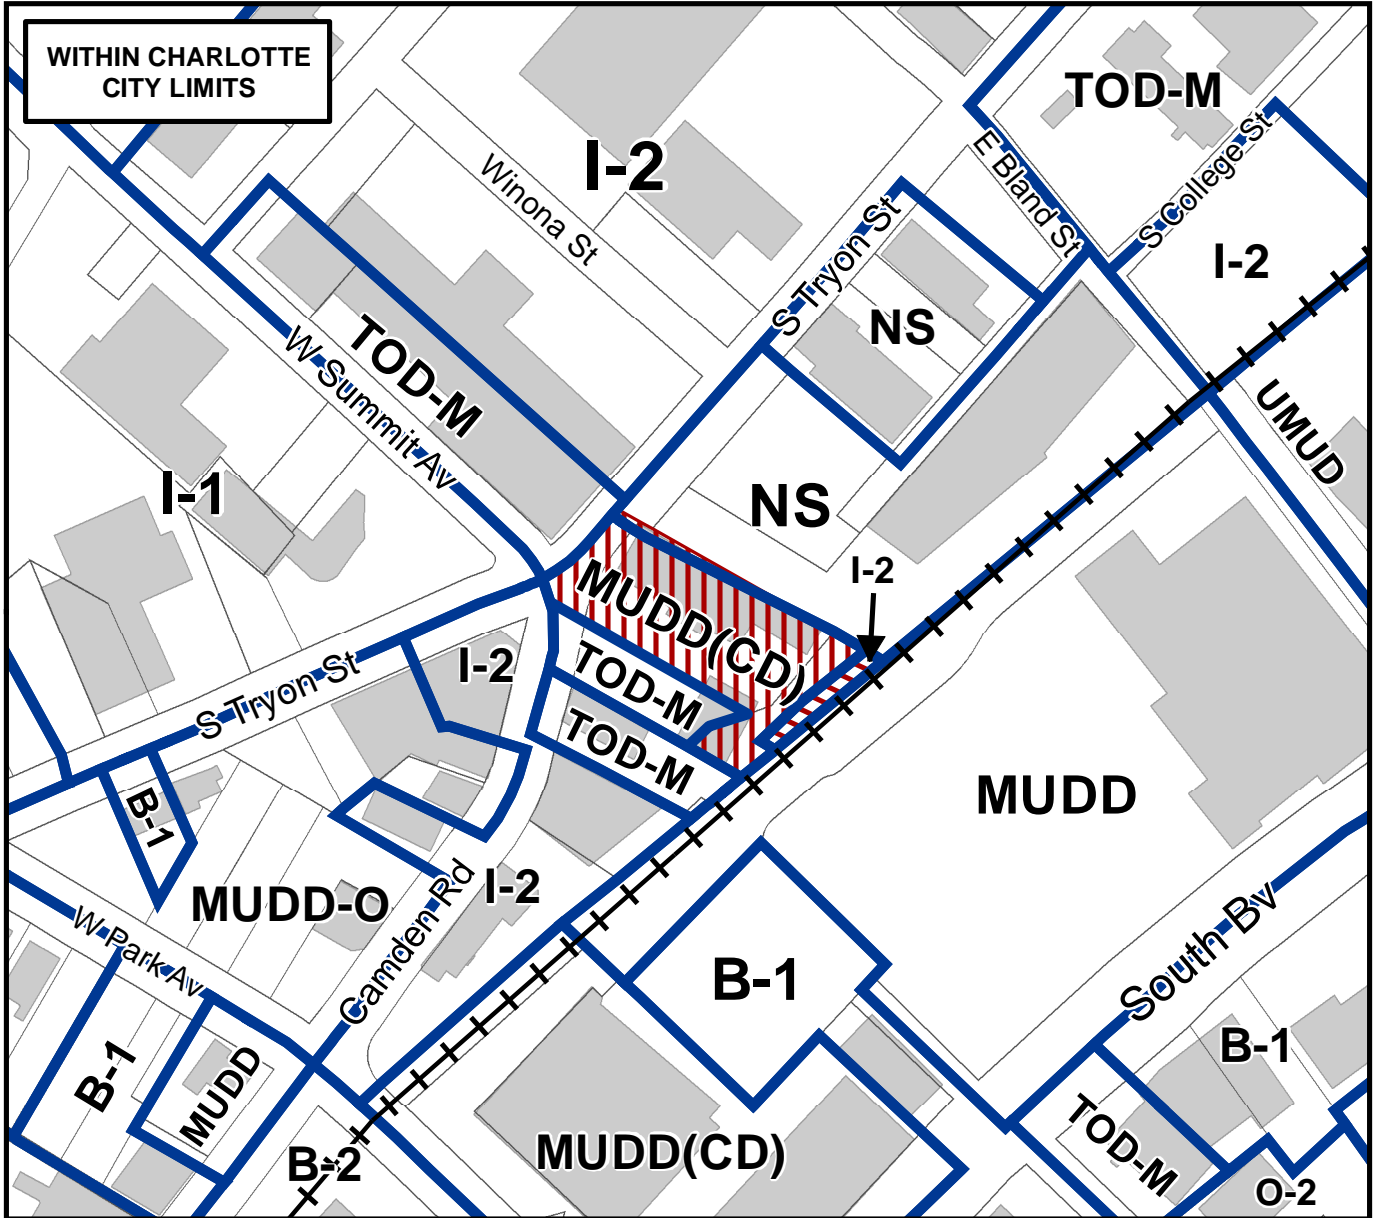 WITHIN CHARLOTTE
CITY LIMITS
TOD-M
I-2
Winona St
E Bland St
S College St
S Tryon St
I-2
NS
TOD-M
W Summit Av
UMUD
I-1
NS
I-2
MUDD(CD)
I-2
TOD-M
S Tryon St
TOD-M
B-1
MUDD
MUDD-O
I-2
Camden Rd
W Park Av
B-1
South Bv
B-1
B-1
MUDD
TOD-M
MUDD(CD)
B-2
O-2